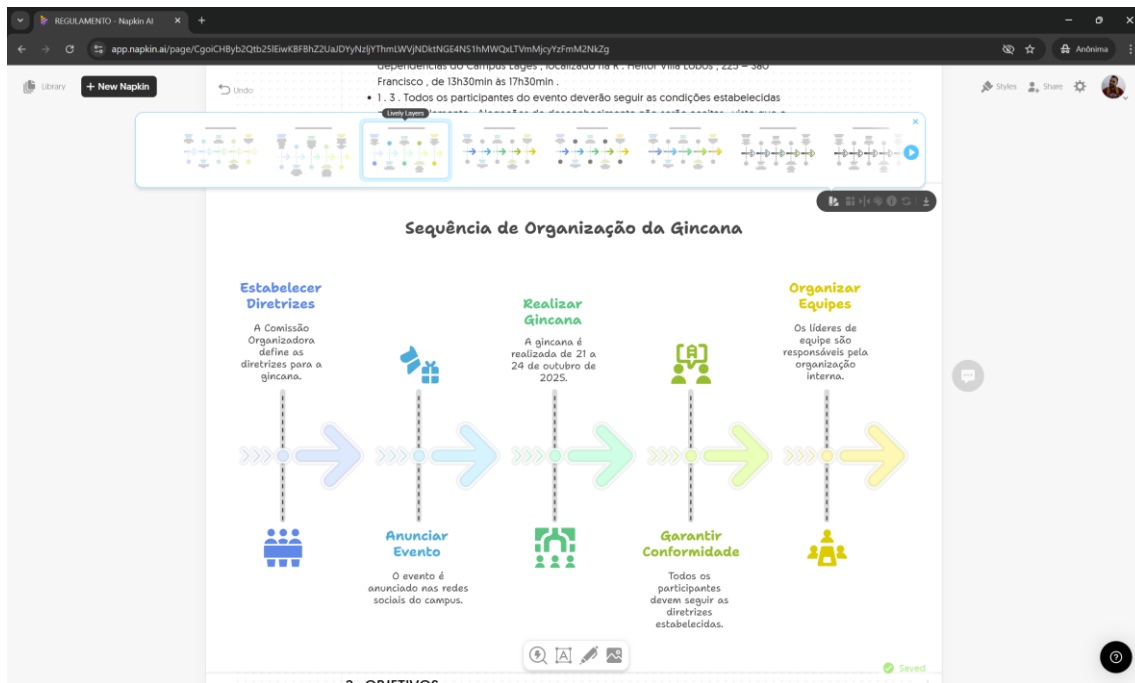 REGULAMENTO - Napkin AI
app.napkin.ai/page/CgoiCHByb2Qtb25lEiwKBFBhZ2UaJDYyNzljYThmLWVjNDktNGE4NS1hMWQxLTVmMjcyYzFmM2NkZg
Anônima
Library
+ New Napkin
Undo
Styles
Share
dependências do Campus Lages , localizado na R . Heitor Villa Lobos , 225 – São
Francisco , de 13h30min às 17h30min .
• 1 . 3 . Todos os participantes do evento deverão seguir as condições estabelecidas
Lively Layers
Sequência de Organização da Gincana
Estabelecer
Diretrizes
A Comissão
Organizadora
define as
diretrizes para a
gincana.
Anunciar
Evento
O evento é
anunciado nas redes
sociais do campus.
Realizar
Gincana
A gincana é
realizada de 21 a
24 de outubro de
2025.
Garantir
Conformidade
Todos os
participantes
devem seguir as
diretrizes
estabelecidas.
Organizar
Equipes
Os líderes de
equipe são
responsáveis pela
organização
interna.
Saved
2 . OBJETIVOS